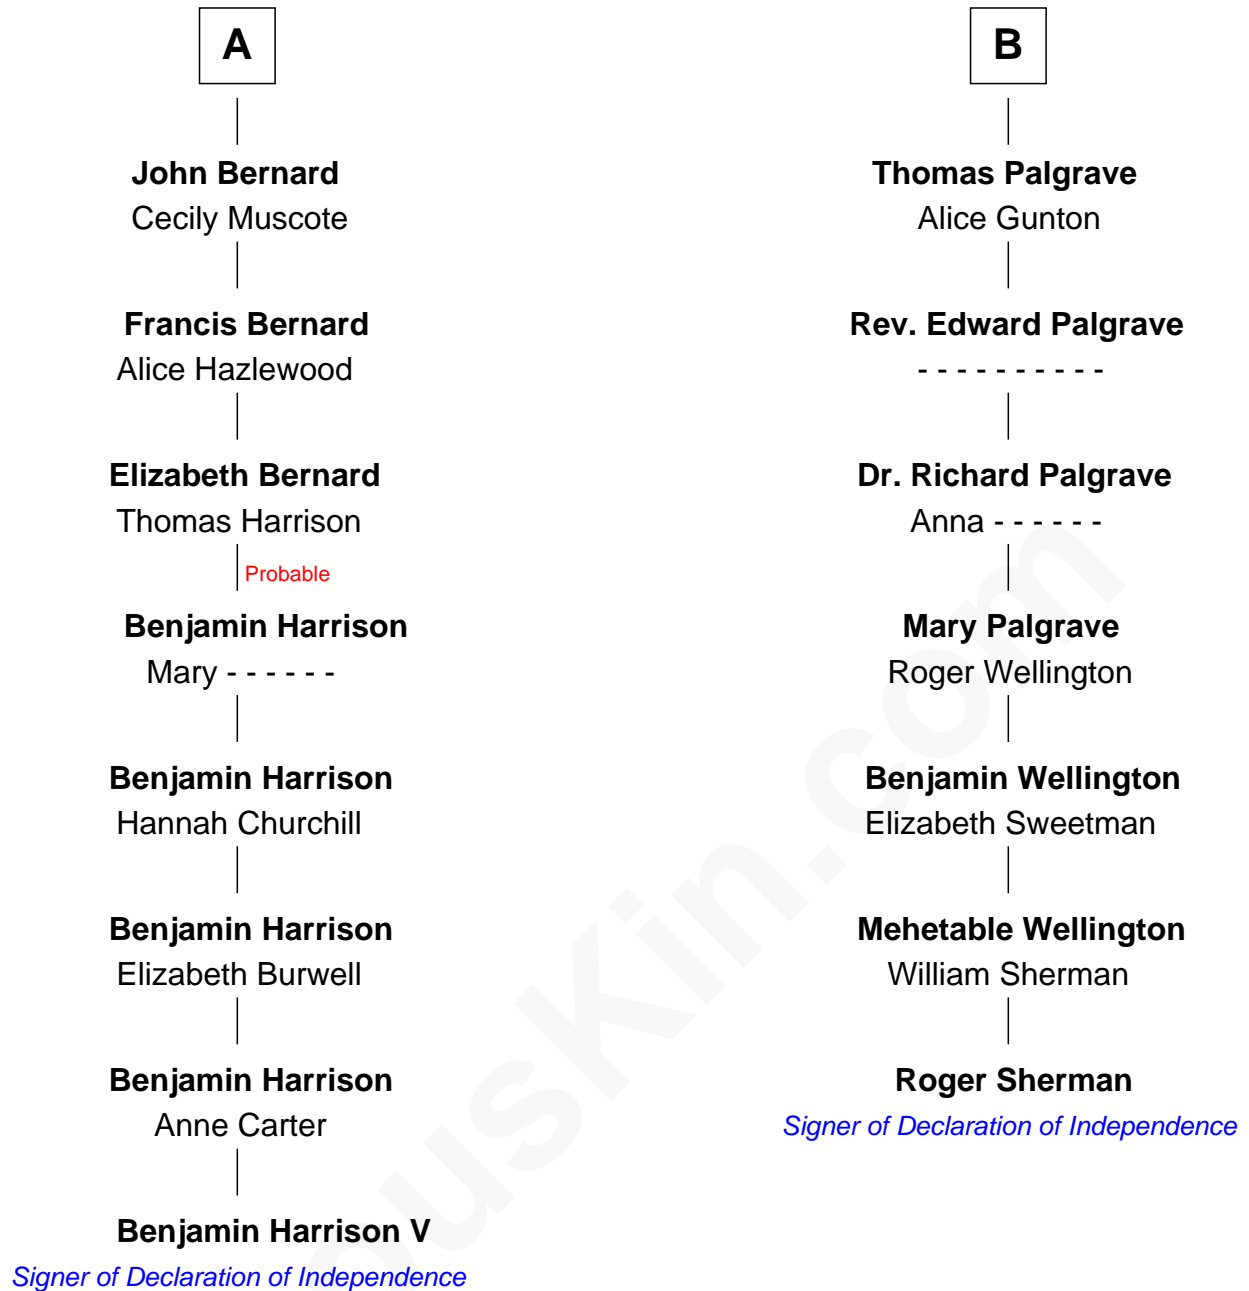 A
John Bernard
Cecily Muscote
Francis Bernard
Alice Hazlewood
Elizabeth Bernard
Thomas Harrison
Probable
Benjamin Harrison
Mary - - - - - -
Benjamin Harrison
Hannah Churchill
Benjamin Harrison
Elizabeth Burwell
Benjamin Harrison
Anne Carter
Benjamin Harrison V
Signer of Declaration of Independence
B
Thomas Palgrave
Alice Gunton
Rev. Edward Palgrave
- - - - - - - - - -
Dr. Richard Palgrave
Anna - - - - - -
Mary Palgrave
Roger Wellington
Benjamin Wellington
Elizabeth Sweetman
Mehetable Wellington
William Sherman
Roger Sherman
Signer of Declaration of Independence
ousKin.com